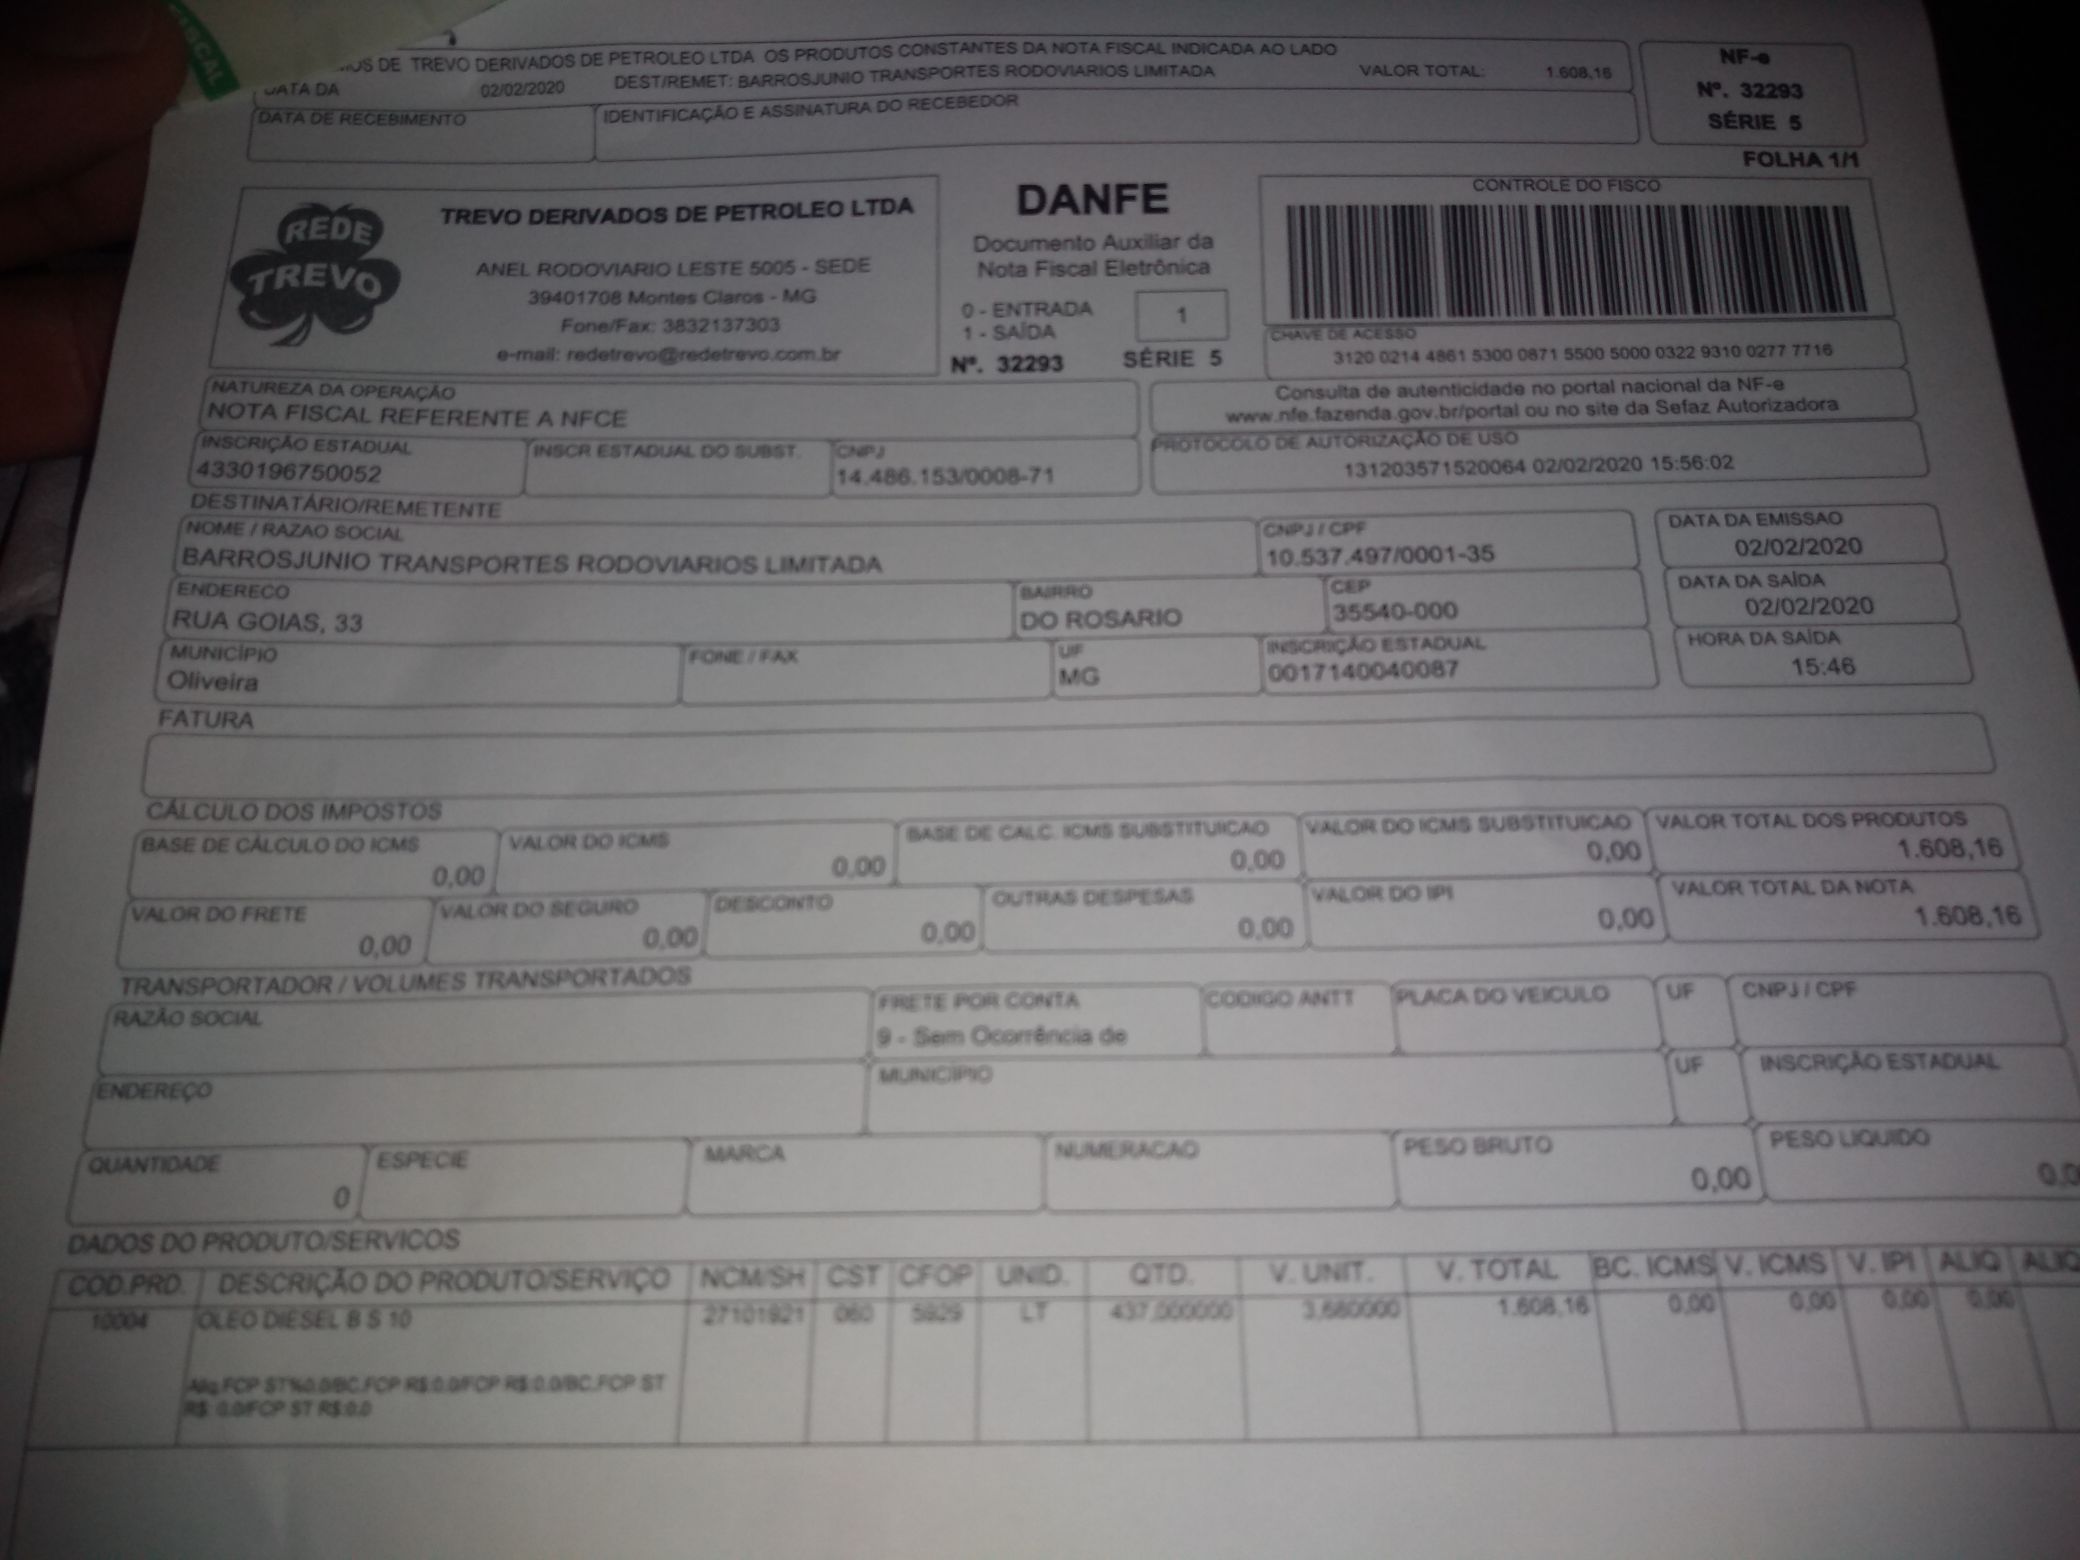 FISCAL
OS DE TREVO DERIVADOS DE PETROLEO LTDA OS PRODUTOS CONSTANTES DA NOTA FISCAL INDICADA AO LADO
DATA DA 02/02/2020 DEST/REMET: BARROSJUNIO TRANSPORTES RODOVIARIOS LIMITADA VALOR TOTAL: 1.608,16
DATA DE RECEBIMENTO IDENTIFICAÇÃO E ASSINATURA DO RECEBEDOR
NF-e
Nº. 32293
SÉRIE 5
FOLHA 1/1
REDE
TREVO
TREVO DERIVADOS DE PETROLEO LTDA
ANEL RODOVIARIO LESTE 5005 - SEDE
39401708 Montes Claros - MG
Fone/Fax: 3832137303
e-mail: redetrevo@redetrevo.com.br
DANFE
Documento Auxiliar da
Nota Fiscal Eletrônica
0 - ENTRADA
1 - SAÍDA
1
Nº. 32293 SÉRIE 5
CONTROLE DO FISCO
CHAVE DE ACESSO
3120 0214 4861 5300 0871 5500 5000 0322 9310 0277 7716
Consulta de autenticidade no portal nacional da NF-e
www.nfe.fazenda.gov.br/portal ou no site da Sefaz Autorizadora
NATUREZA DA OPERAÇÃO
NOTA FISCAL REFERENTE A NFCE
PROTOCOLO DE AUTORIZAÇÃO DE USO
131203571520064 02/02/2020 15:56:02
INSCRIÇÃO ESTADUAL INSCR ESTADUAL DO SUBST. CNPJ
4330196750052 14.486.153/0008-71
DESTINATÁRIO/REMETENTE
NOME / RAZAO SOCIAL CNPJ / CPF DATA DA EMISSAO
BARROSJUNIO TRANSPORTES RODOVIARIOS LIMITADA 10.537.497/0001-35 02/02/2020
ENDERECO BAIRRO CEP DATA DA SAÍDA
RUA GOIAS, 33 DO ROSARIO 35540-000 02/02/2020
MUNICÍPIO FONE / FAX UF INSCRIÇÃO ESTADUAL HORA DA SAÍDA
Oliveira MG 0017140040087 15:46
FATURA
CÁLCULO DOS IMPOSTOS
BASE DE CÁLCULO DO ICMS VALOR DO ICMS BASE DE CALC. ICMS SUBSTITUICAO VALOR DO ICMS SUBSTITUICAO VALOR TOTAL DOS PRODUTOS
0,00 0,00 0,00 0,00 1.608,16
VALOR DO FRETE VALOR DO SEGURO DESCONTO OUTRAS DESPESAS VALOR DO IPI VALOR TOTAL DA NOTA
0,00 0,00 0,00 0,00 0,00 1.608,16
TRANSPORTADOR / VOLUMES TRANSPORTADOS
RAZÃO SOCIAL FRETE POR CONTA CODIGO ANTT PLACA DO VEICULO UF CNPJ / CPF
9 - Sem Ocorrência de
ENDEREÇO MUNICIPIO UF INSCRIÇÃO ESTADUAL
QUANTIDADE ESPECIE MARCA NUMERACAO PESO BRUTO PESO LIQUIDO
0 0,00 0,0
DADOS DO PRODUTO/SERVICOS
COD.PRD. DESCRIÇÃO DO PRODUTO/SERVIÇO NCM/SH CST CFOP UNID. QTD. V. UNIT. V. TOTAL BC. ICMS V. ICMS V. IPI ALIQ ALIQ
10004 OLEO DIESEL B S 10 27101921 060 5929 LT 437,000000 3,680000 1.608,16 0,00 0,00 0,00 0,00
Aliq.FCP ST%0.0/BC.FCP R$:0.0/FCP R$:0.0/BC.FCP ST
R$: 0.0/FCP ST R$:0.0